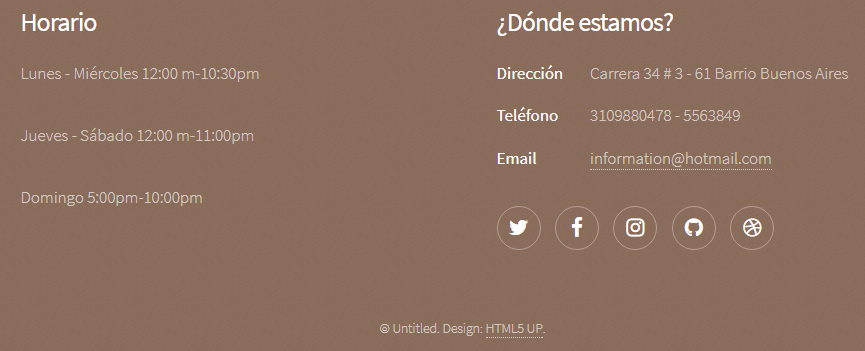 Horario
Lunes - Miércoles 12:00 m-10:30pm
Jueves - Sábado 12:00 m-11:00pm
Domingo 5:00pm-10:00pm
¿Dónde estamos?
Dirección Carrera 34 # 3 - 61 Barrio Buenos Aires
Teléfono 3109880478 - 5563849
Email information@hotmail.com
© Untitled. Design: HTML5 UP.